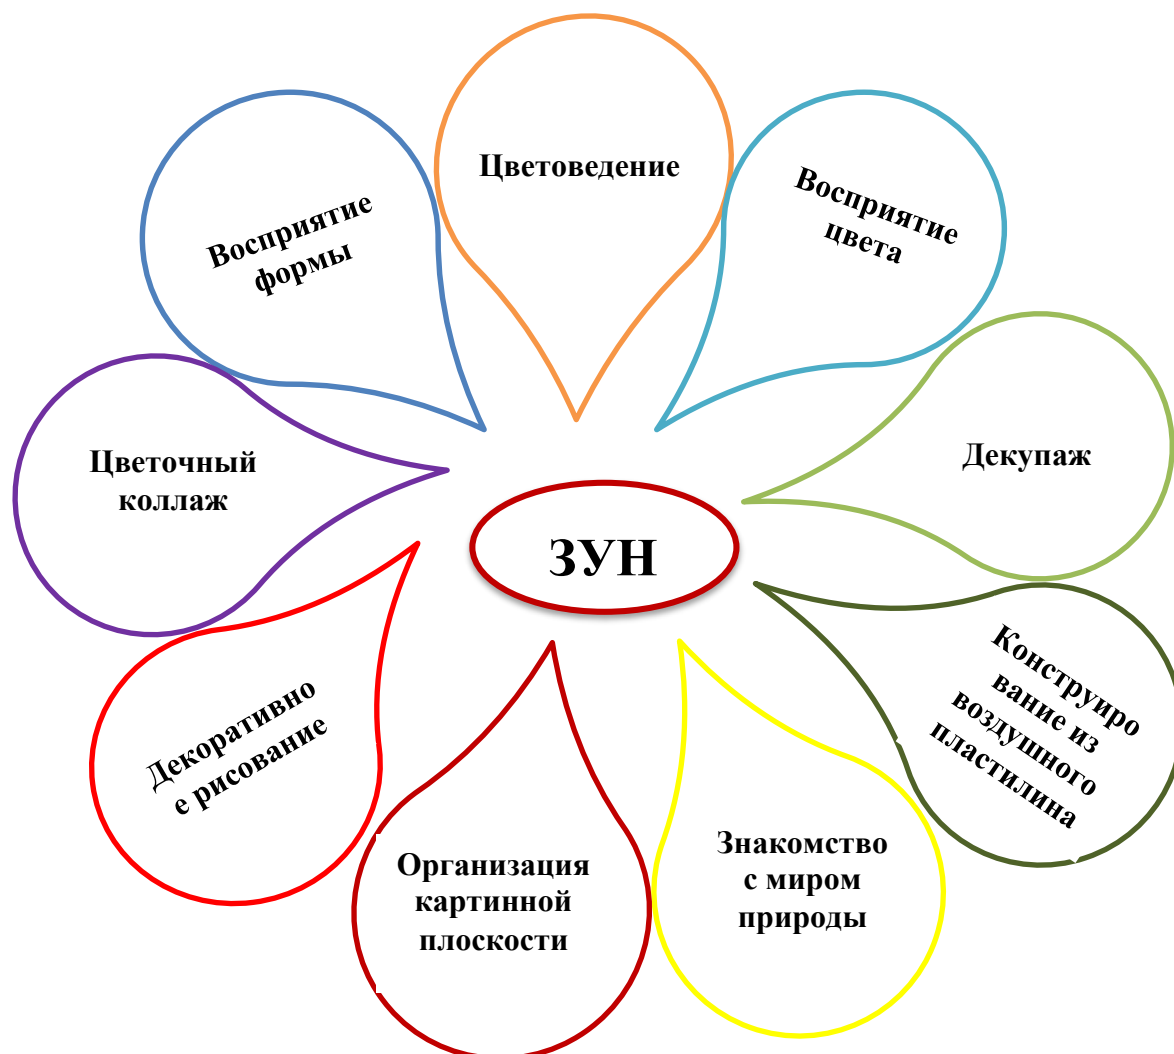 Цветоведение
Восприятие
цвета
Декупаж
Конструиро
вание из
воздушного
пластилина
Знакомство
с миром
природы
Организация
картинной
плоскости
Декоративно
е рисование
Цветочный
коллаж
Восприятие
формы
ЗУН